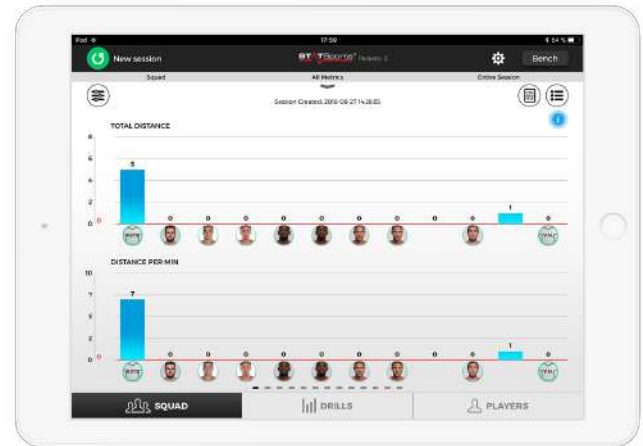 iPad 17:59 54 %
New session STATSports Bench
Squad All Metrics Entire Session
Session Created: 2018-08-27 14:28:55
TOTAL DISTANCE
8
6
4
2
0 0
5 0 0 0 0 0 0 0 0 0 1 0
DISTANCE PER MIN
10
7
5
2
0 0
7 0 0 0 0 0 0 0 0 0 1 0
SQUAD DRILLS PLAYERS